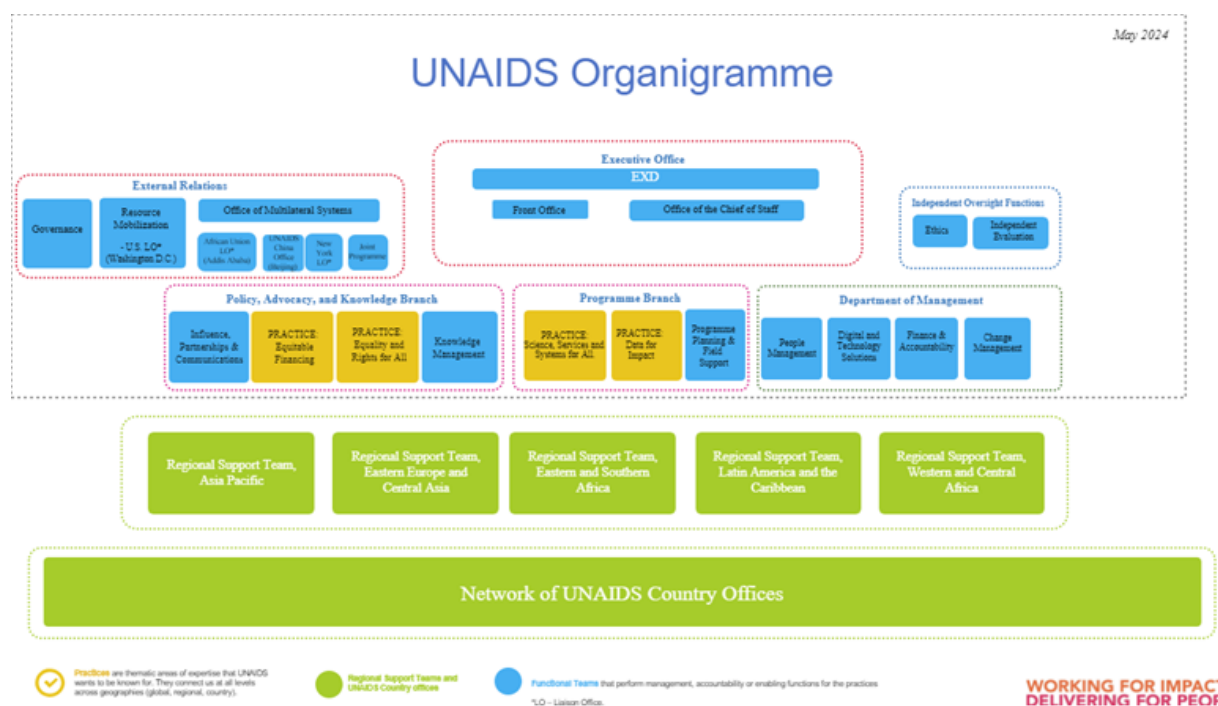 May 2024
UNAIDS Organigramme
Executive Office
EXD
Front Office
Office of the Chief of Staff
External Relations
Governance
Resource
Mobilization
- U.S. LO*
(Washington D.C.)
Office of Multilateral Systems
African Union
LO*
(Addis Ababa)
UNAIDS
China
Office
(Beijing)
New
York
LO*
Joint
Programme
Independent Oversight Functions
Ethics
Independent
Evaluation
Policy, Advocacy, and Knowledge Branch
Influence,
Partnerships &
Communications
PRACTICE:
Equitable
Financing
PRACTICE:
Equality and
Rights for All
Knowledge
Management
Programme Branch
PRACTICE:
Science, Services and
Systems for All.
PRACTICE:
Data for
Impact
Programme
Planning &
Field
Support
Department of Management
People
Management
Digital and
Technology
Solutions
Finance &
Accountability
Change
Management
Regional Support Team,
Asia Pacific
Regional Support Team,
Eastern Europe and
Central Asia
Regional Support Team,
Eastern and Southern
Africa
Regional Support Team,
Latin America and the
Caribbean
Regional Support Team,
Western and Central
Africa
Network of UNAIDS Country Offices
Practices are thematic areas of expertise that UNAIDS
wants to be known for. They connect us at all levels
across geographies (global, regional, country).
Regional Support Teams and
UNAIDS Country offices
Functional Teams that perform management, accountability or enabling functions for the practices
*LO – Liaison Office.
WORKING FOR IMPACT
DELIVERING FOR PEOP